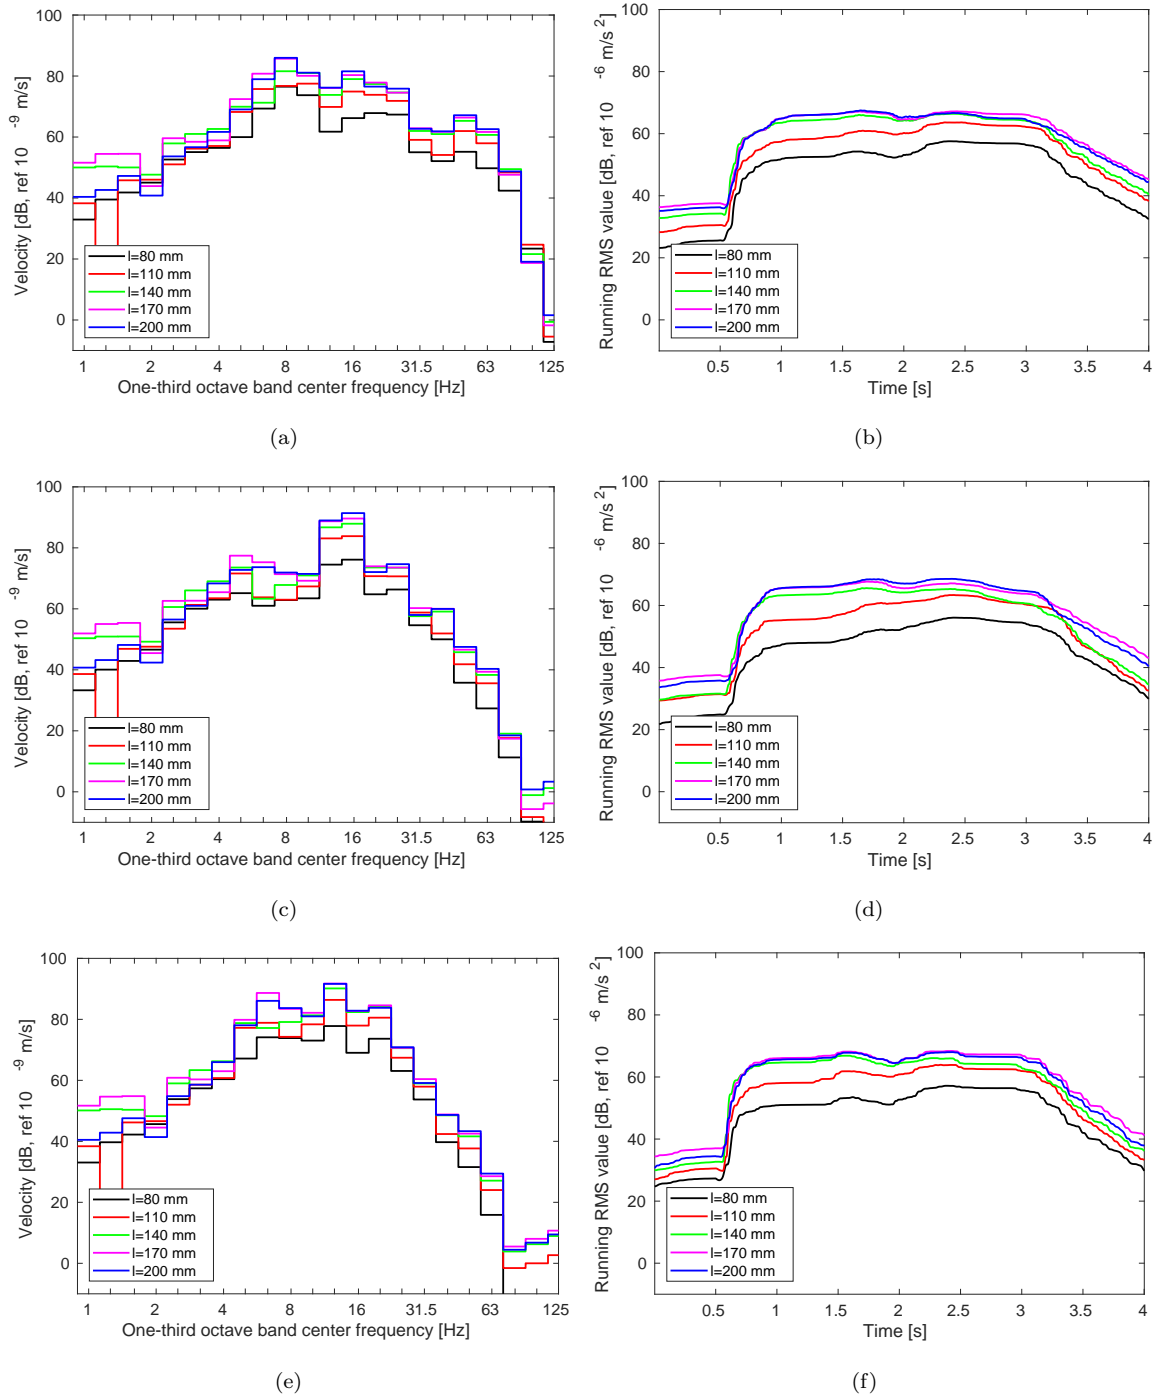 100
80
60
40
20
0
Velocity [dB, ref 10 -9 m/s]
l=80 mm
l=110 mm
l=140 mm
l=170 mm
l=200 mm
1 2 4 8 16 31.5 63 125
One-third octave band center frequency [Hz]
(a)
100
80
60
40
20
0
Running RMS value [dB, ref 10 -6 m/s 2]
l=80 mm
l=110 mm
l=140 mm
l=170 mm
l=200 mm
0.5 1 1.5 2 2.5 3 3.5 4
Time [s]
(b)
100
80
60
40
20
0
Velocity [dB, ref 10 -9 m/s]
l=80 mm
l=110 mm
l=140 mm
l=170 mm
l=200 mm
1 2 4 8 16 31.5 63 125
One-third octave band center frequency [Hz]
(c)
100
80
60
40
20
0
Running RMS value [dB, ref 10 -6 m/s 2]
l=80 mm
l=110 mm
l=140 mm
l=170 mm
l=200 mm
0.5 1 1.5 2 2.5 3 3.5 4
Time [s]
(d)
100
80
60
40
20
0
Velocity [dB, ref 10 -9 m/s]
l=80 mm
l=110 mm
l=140 mm
l=170 mm
l=200 mm
1 2 4 8 16 31.5 63 125
One-third octave band center frequency [Hz]
(e)
100
80
60
40
20
0
Running RMS value [dB, ref 10 -6 m/s 2]
l=80 mm
l=110 mm
l=140 mm
l=170 mm
l=200 mm
0.5 1 1.5 2 2.5 3 3.5 4
Time [s]
(f)